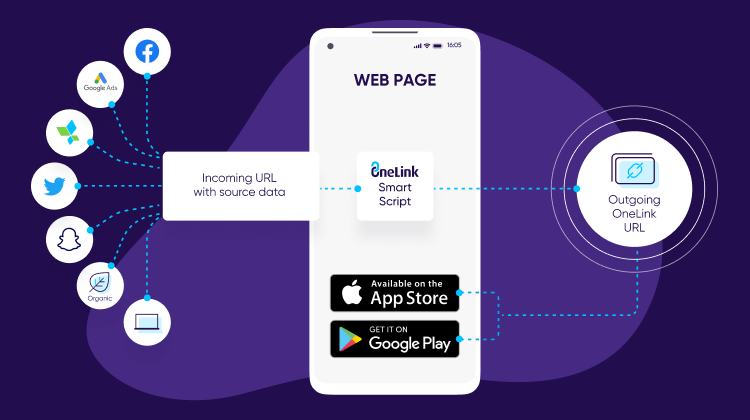 16:05
WEB PAGE
Google Ads
Incoming URL
with source data
OneLink
Smart
Script
Outgoing
OneLink
URL
Organic
Available on the
App Store
GET IT ON
Google Play